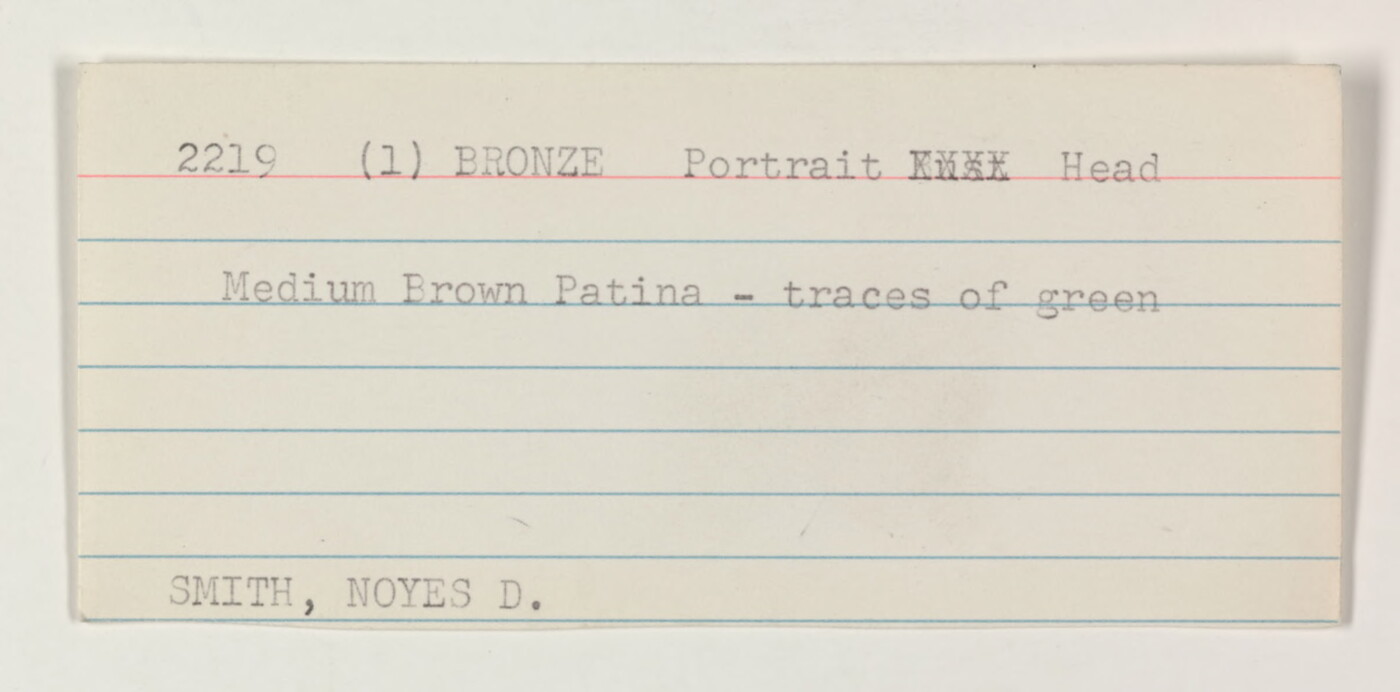 2219 (1) BRONZE Portrait Head
Medium Brown Patina - traces of green
SMITH, NOYES D.